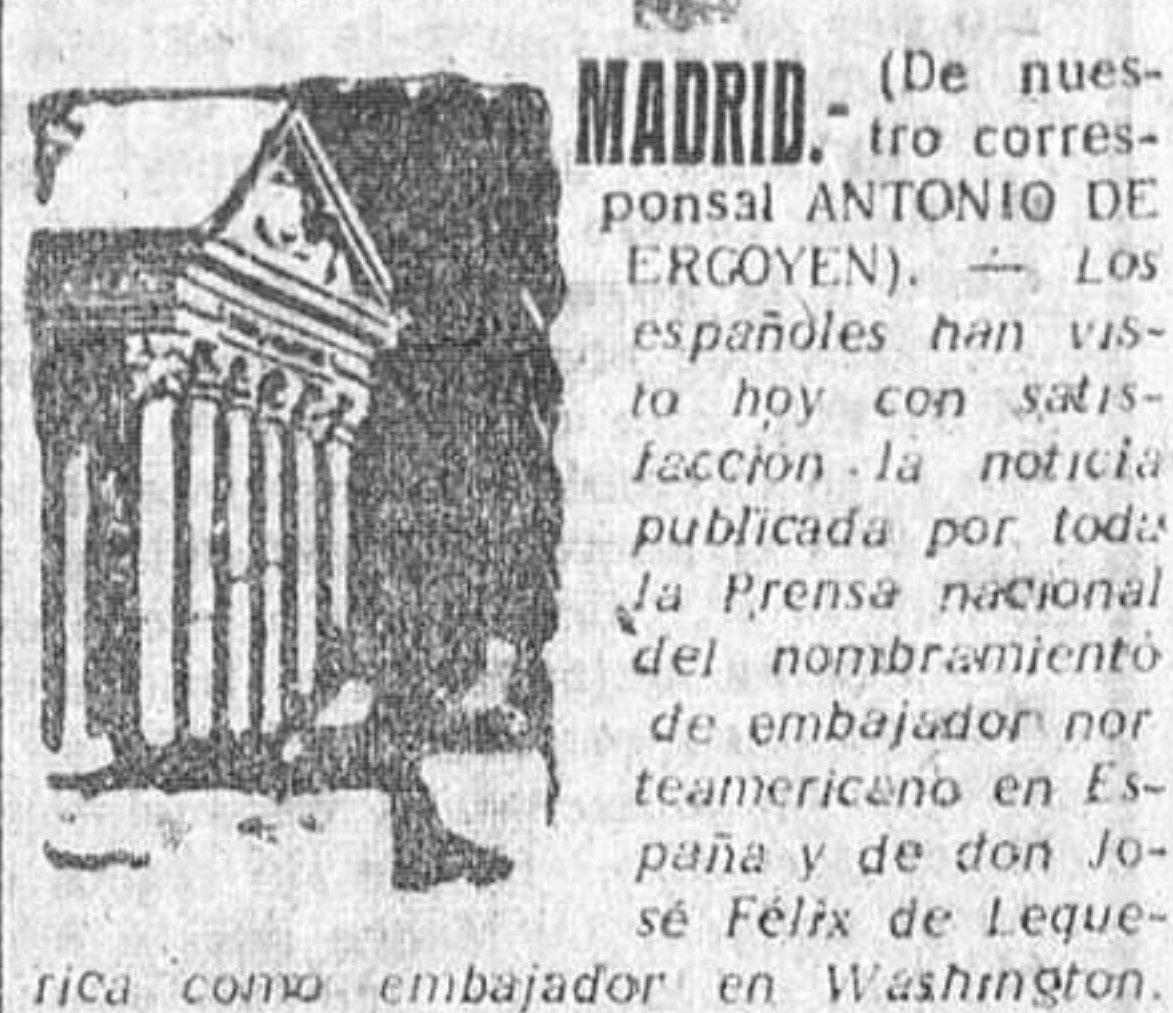 MADRID.- (De nues-
tro corres-
ponsal ANTONIO DE
ERGOYEN). — Los
españoles han vis-
to hoy con satis-
facción la noticia
publicada por toda
la Prensa nacional
del nombramiento
de embajador nor
teamericano en Es-
paña y de don Jo-
sé Félix de Leque-
rica como embajador en Washington.